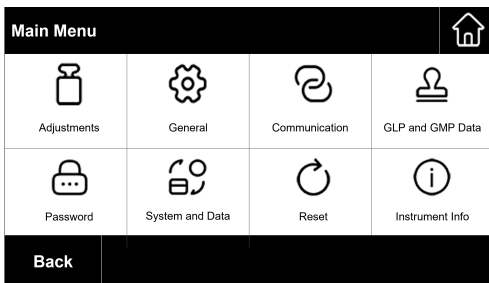 Main Menu
Adjustments
General
Communication
GLP and GMP Data
Password
System and Data
Reset
Instrument Info
Back